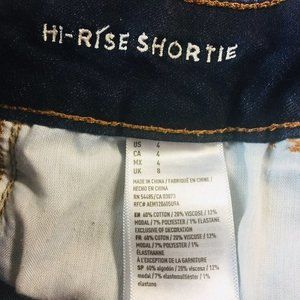 Hi-RiSE SHORTiE
US 4
CA 4
MX 4
UK 8
MADE IN CHINA / FABRIQUÉ EN CHINE /
HECHO EN CHINA
RN 54485/CA 03073
EN 60% COTTON / 20% VISCOSE / 12%
MODAL / 7% POLYESTER / 1% ELASTANE
EXCLUSIVE OF DECORATION
FR 60% COTON / 20% VISCOSE / 12%
MODAL / 7% POLYESTER / 1%
ÉLASTHANNE
À L'EXCEPTION DE LA GARNITURE
SP 60% algodón / 20% viscosa / 12%
modal / 7% / 1%
elastano